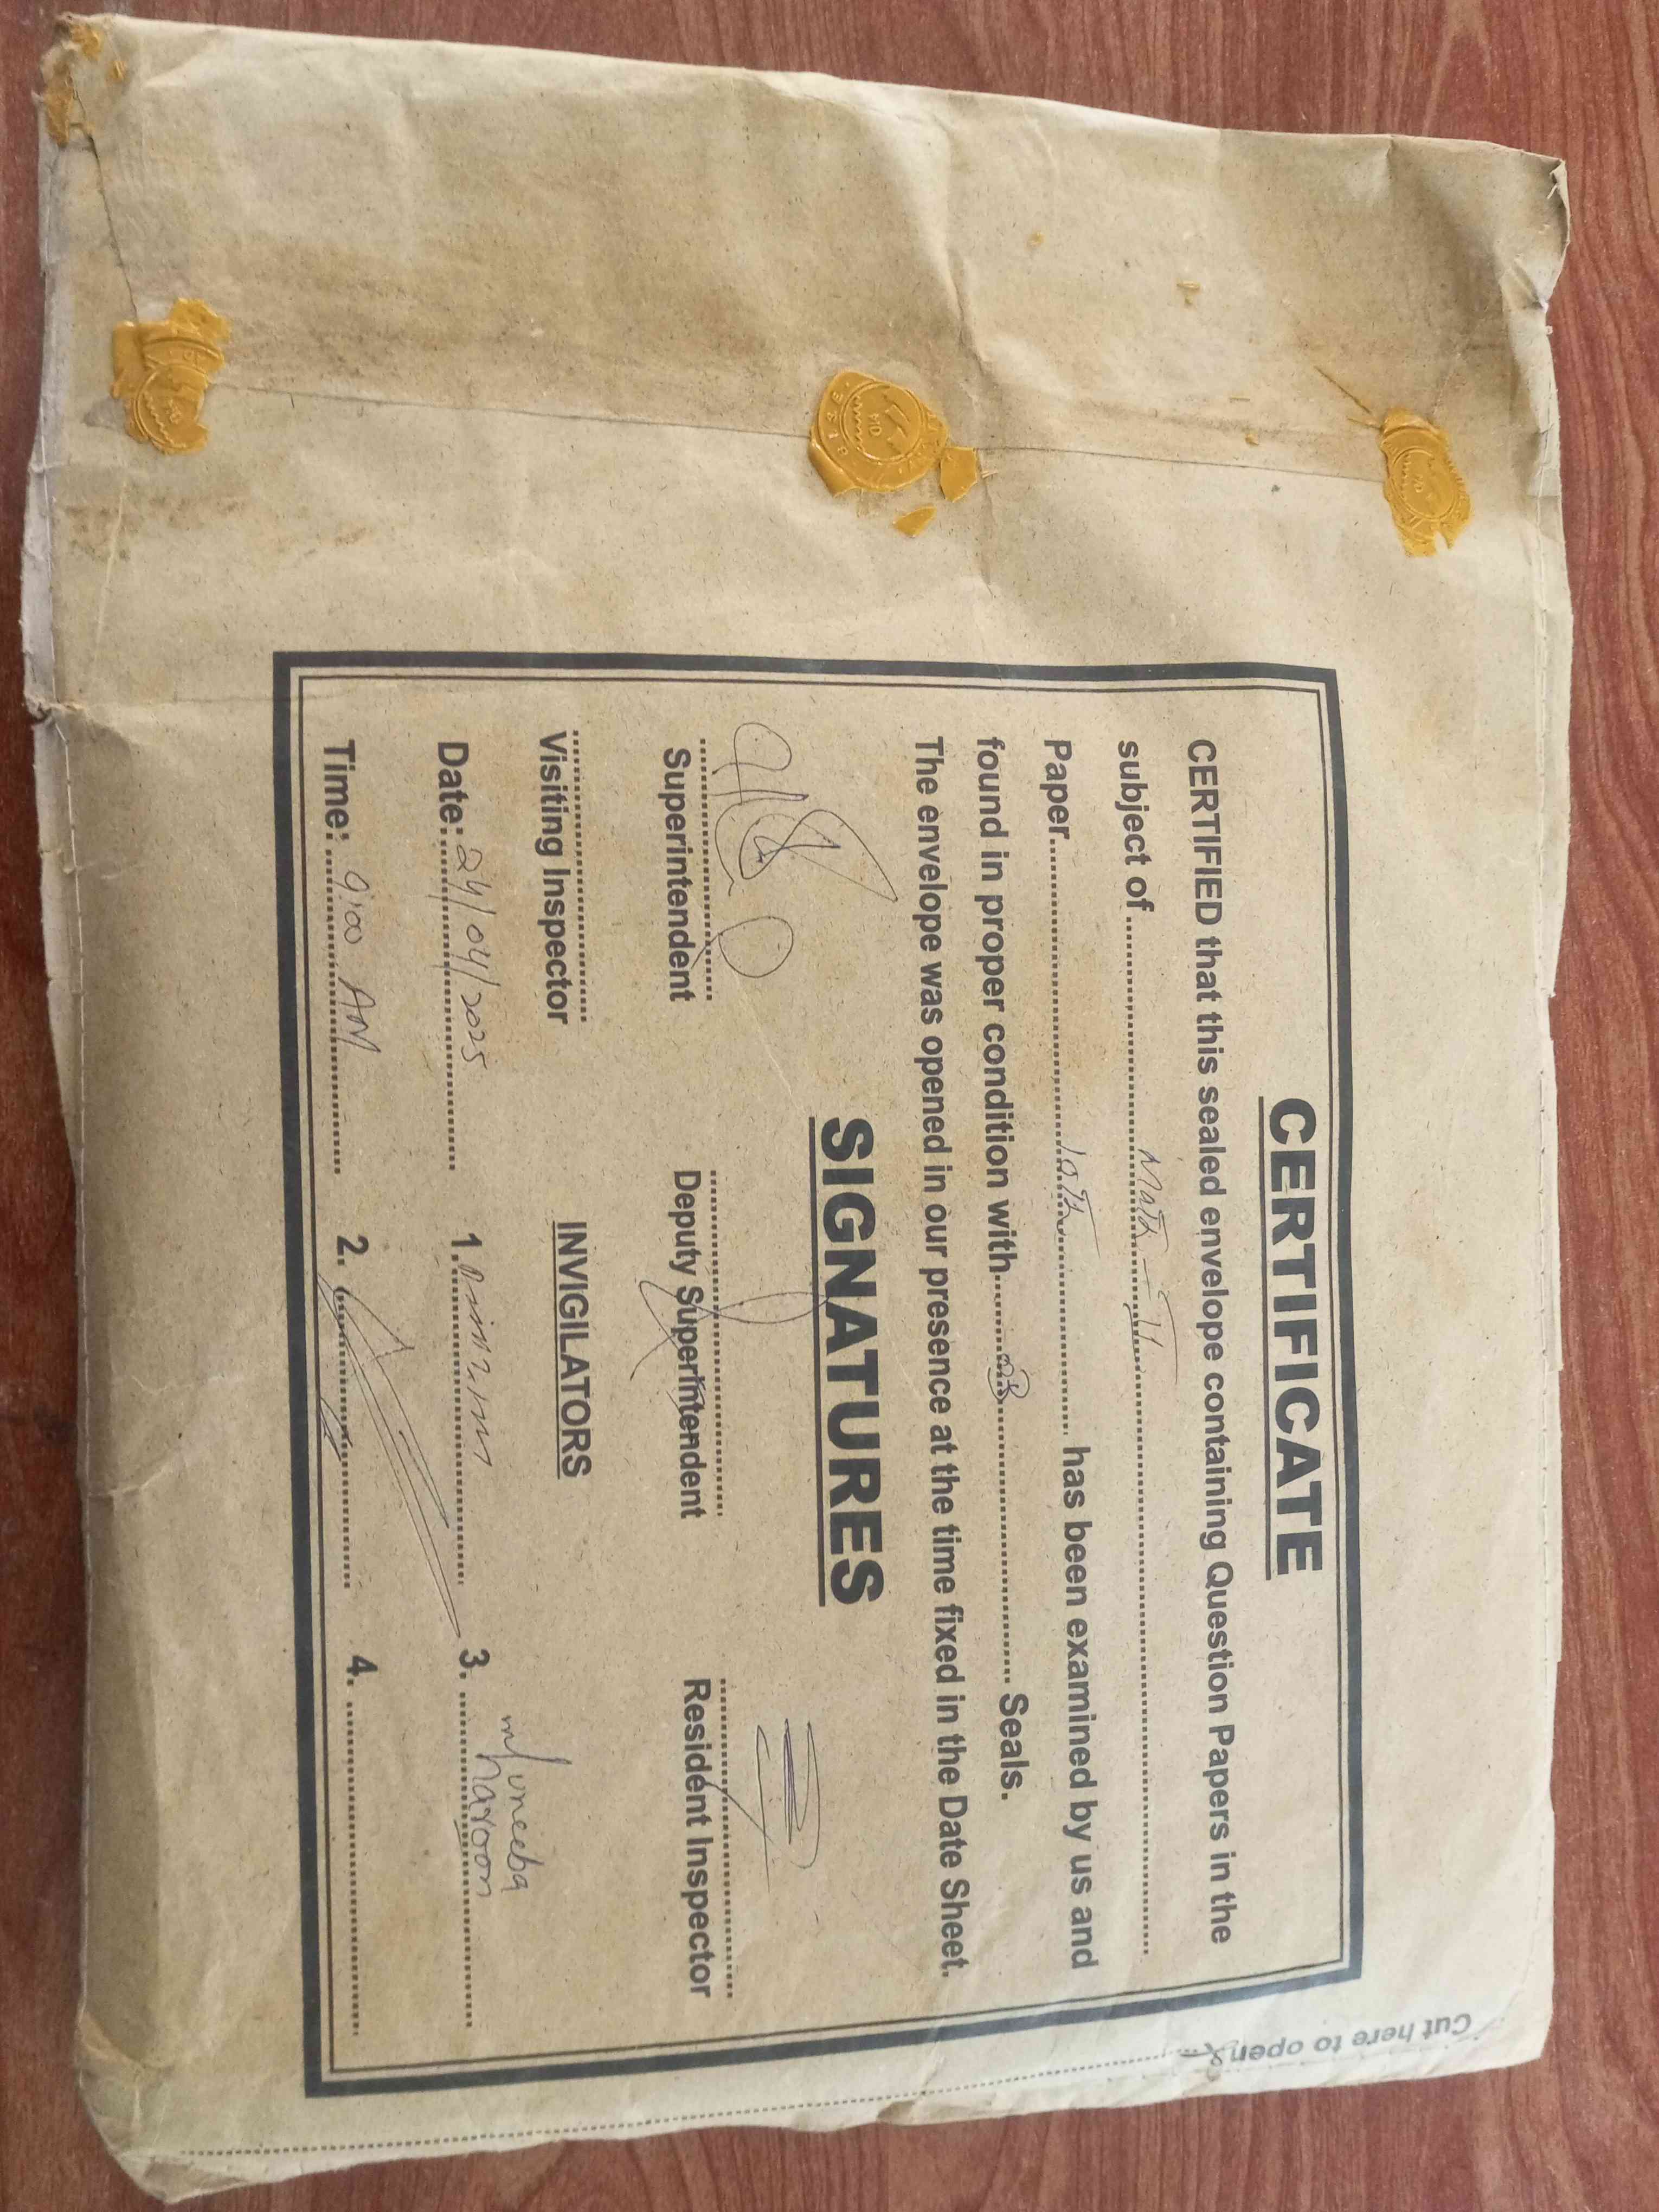 CERTIFICATE
CERTIFIED that this sealed envelope containing Question Papers in the
subject of ........ Math - II ........
Paper ........ 10th ........ has been examined by us and
found in proper condition with ........ 03 ........ Seals.
The envelope was opened in our presence at the time fixed in the Date Sheet.
SIGNATURES
Superintendent Deputy Superintendent Resident Inspector
Visiting Inspector INVIGILATORS
Date: 24/04/2025 1. 3. Muneeba haroon
Time: 9:00 AM 2. 4.
Cut here to open